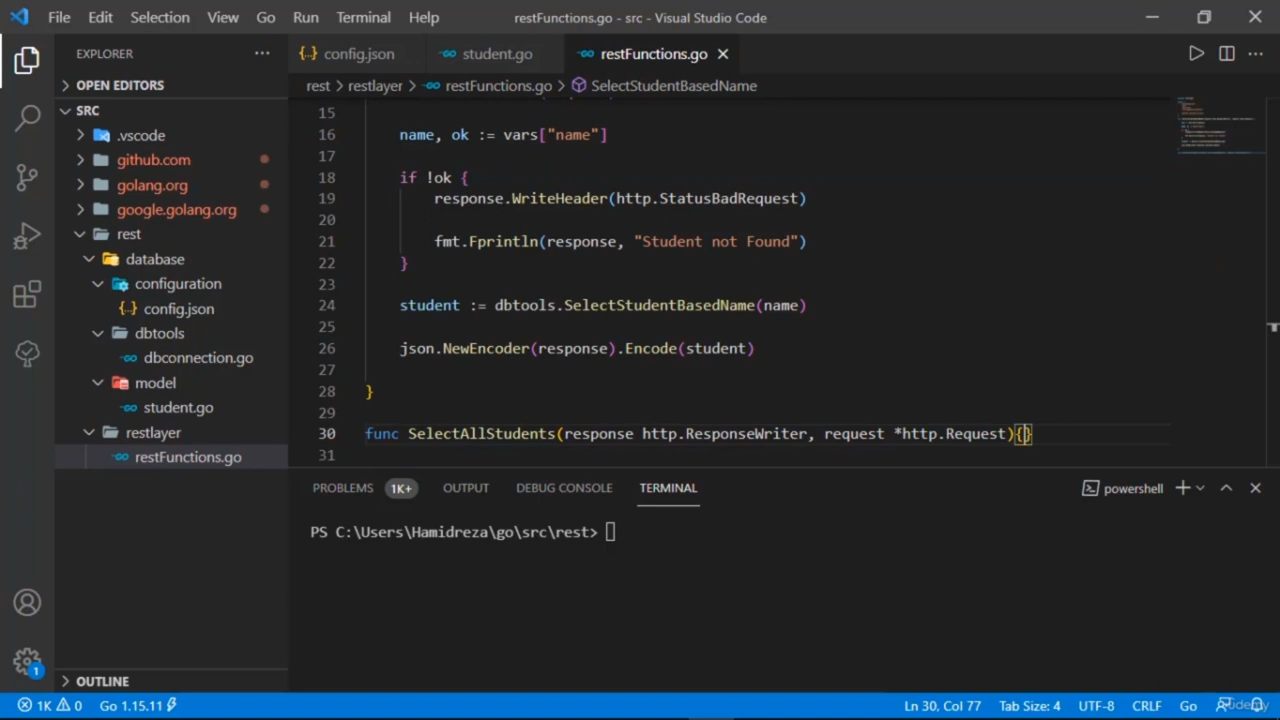 File Edit Selection View Go Run Terminal Help restFunctions.go - src - Visual Studio Code
EXPLORER
OPEN EDITORS
SRC
.vscode
github.com
golang.org
google.golang.org
rest
database
configuration
config.json
dbtools
dbconnection.go
model
student.go
restlayer
restFunctions.go
OUTLINE
config.json student.go restFunctions.go
rest > restlayer > restFunctions.go > SelectStudentBasedName
15
16 name, ok := vars["name"]
17
18 if !ok {
19 response.WriteHeader(http.StatusBadRequest)
20
21 fmt.Fprintln(response, "Student not Found")
22 }
23
24 student := dbtools.SelectStudentBasedName(name)
25
26 json.NewEncoder(response).Encode(student)
27
28 }
29
30 func SelectAllStudents(response http.ResponseWriter, request *http.Request){}
31
PROBLEMS 1K+ OUTPUT DEBUG CONSOLE TERMINAL powershell
PS C:\Users\Hamidreza\go\src\rest>
1
1K 0 Go 1.15.11 Ln 30, Col 77 Tab Size: 4 UTF-8 CRLF Go